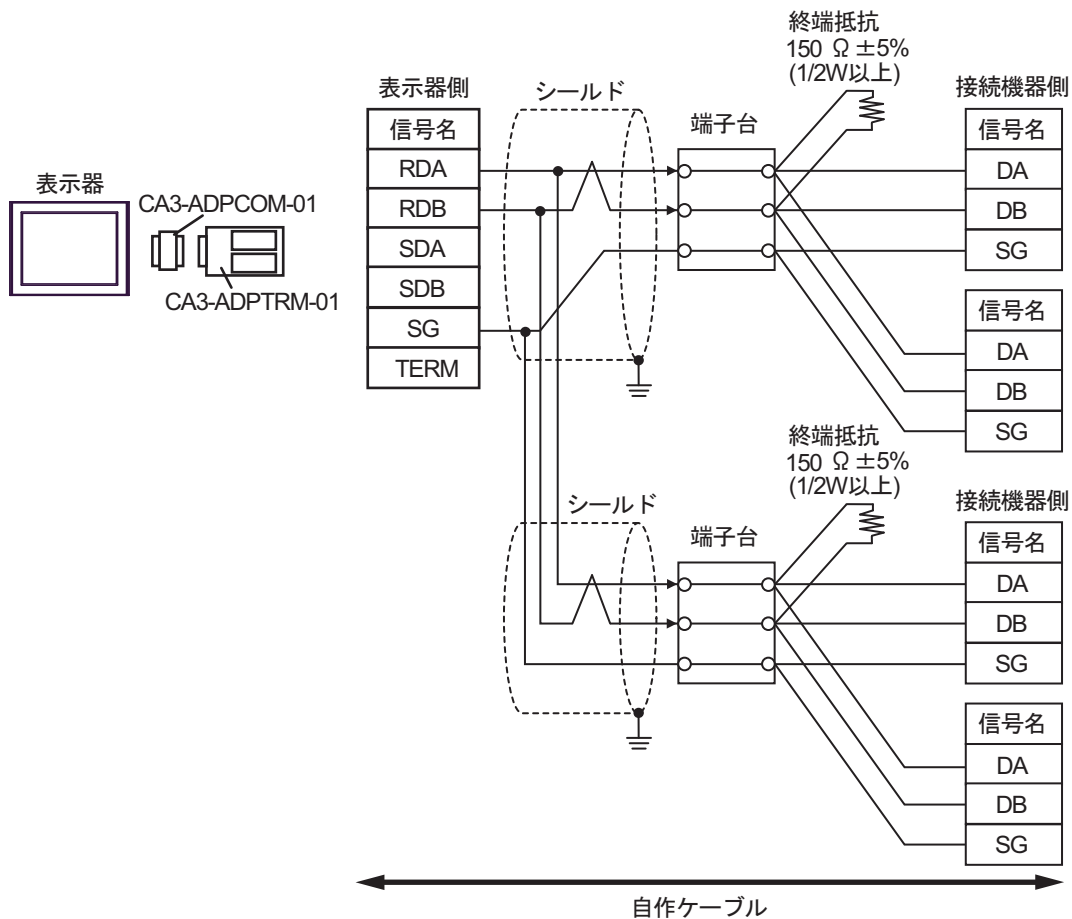 表示器
CA3-ADPCOM-01
CA3-ADPTRM-01
表示器側
信号名
RDA
RDB
SDA
SDB
SG
TERM
シールド
端子台
終端抵抗
150 Ω ±5%
(1/2W以上)
接続機器側
信号名
DA
DB
SG
信号名
DA
DB
SG
シールド
端子台
終端抵抗
150 Ω ±5%
(1/2W以上)
接続機器側
信号名
DA
DB
SG
信号名
DA
DB
SG
自作ケーブル